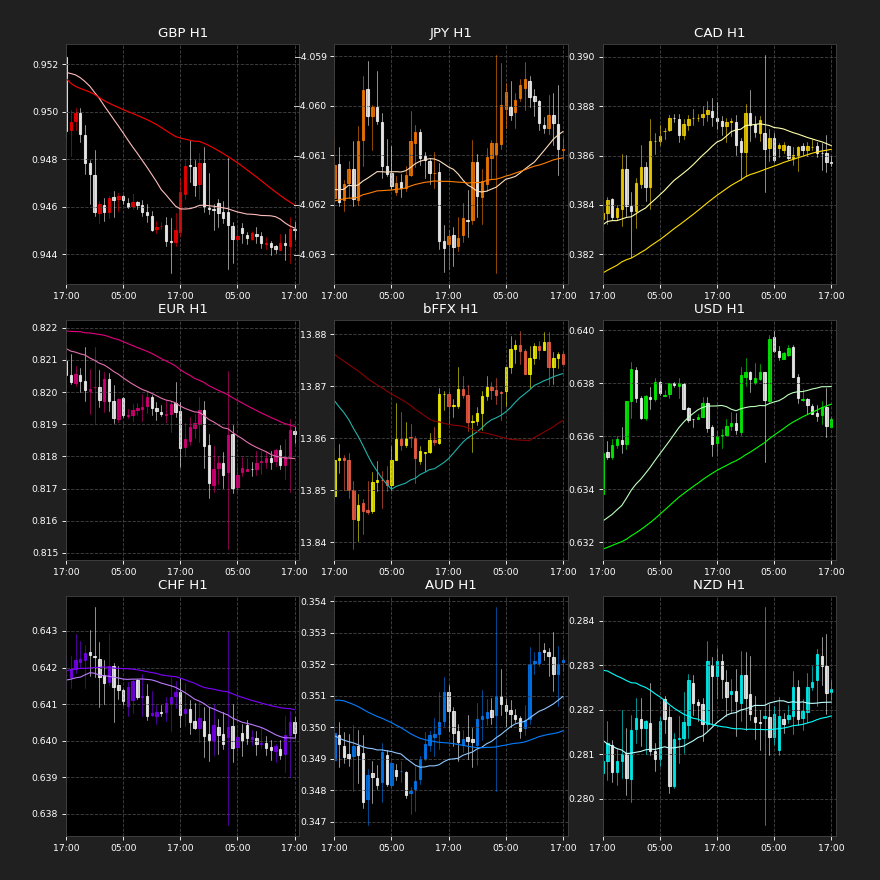 GBP H1
0.952
0.950
0.948
0.946
0.944
17:00 05:00 17:00 05:00 17:00
JPY H1
−4.059
−4.060
−4.061
−4.062
−4.063
17:00 05:00 17:00 05:00 17:00
CAD H1
0.390
0.388
0.386
0.384
0.382
17:00 05:00 17:00 05:00 17:00
EUR H1
0.822
0.821
0.820
0.819
0.818
0.817
0.816
0.815
17:00 05:00 17:00 05:00 17:00
bFFX H1
13.88
13.87
13.86
13.85
13.84
17:00 05:00 17:00 05:00 17:00
USD H1
0.640
0.638
0.636
0.634
0.632
17:00 05:00 17:00 05:00 17:00
CHF H1
0.643
0.642
0.641
0.640
0.639
0.638
17:00 05:00 17:00 05:00 17:00
AUD H1
0.354
0.353
0.352
0.351
0.350
0.349
0.348
0.347
17:00 05:00 17:00 05:00 17:00
NZD H1
0.284
0.283
0.282
0.281
0.280
17:00 05:00 17:00 05:00 17:00